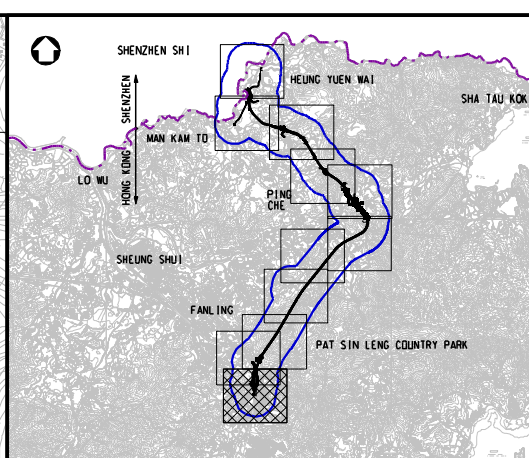 SHENZHEN SHI
HEUNG YUEN WAI
SHA TAU KOK
HONG KONG SHENZHEN
MAN KAM TO
LO WU
PING
CHE
SHEUNG SHUI
FANLING
PAT SIN LENG COUNTRY PARK